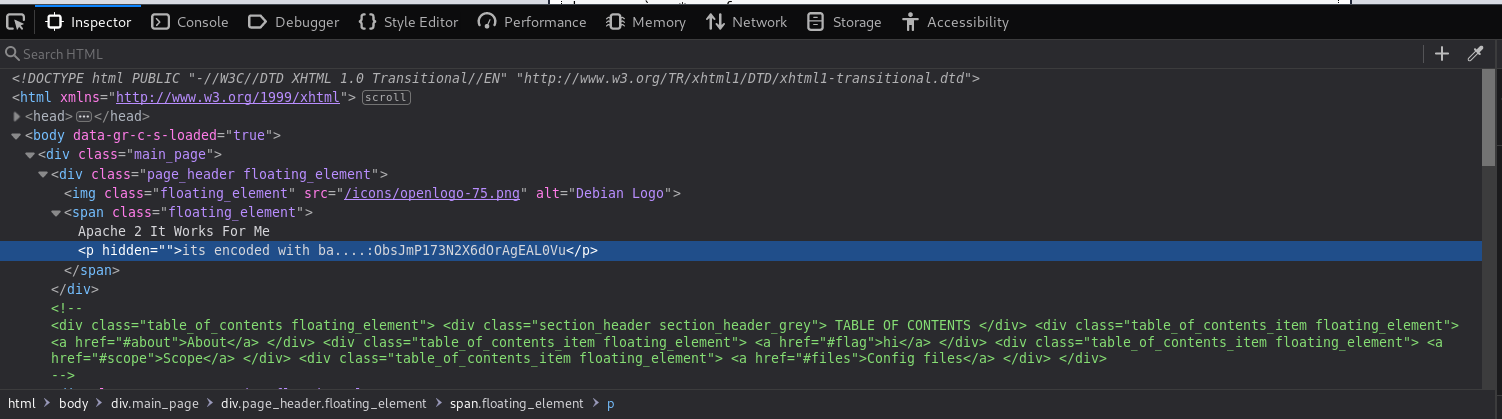 Inspector Console Debugger Style Editor Performance Memory Network Storage Accessibility
Search HTML
<!DOCTYPE html PUBLIC "-//W3C//DTD XHTML 1.0 Transitional//EN" "http://www.w3.org/TR/xhtml1/DTD/xhtml1-transitional.dtd">
<html xmlns="http://www.w3.org/1999/xhtml"> scroll
<head>...</head>
<body data-gr-c-s-loaded="true">
<div class="main_page">
<div class="page_header floating_element">
<img class="floating_element" src="/icons/openlogo-75.png" alt="Debian Logo">
<span class="floating_element">
Apache 2 It Works For Me
<p hidden="">its encoded with ba....:ObsJmP173N2X6dOrAgEAL0Vu</p>
</span>
</div>
<!--
<div class="table_of_contents floating_element"> <div class="section_header section_header_grey"> TABLE OF CONTENTS </div> <div class="table_of_contents_item floating_element">
<a href="#about">About</a> </div> <div class="table_of_contents_item floating_element"> <a href="#flag">hi</a> </div> <div class="table_of_contents_item floating_element"> <a
href="#scope">Scope</a> </div> <div class="table_of_contents_item floating_element"> <a href="#files">Config files</a> </div> </div>
-->
html > body > div.main_page > div.page_header.floating_element > span.floating_element > p